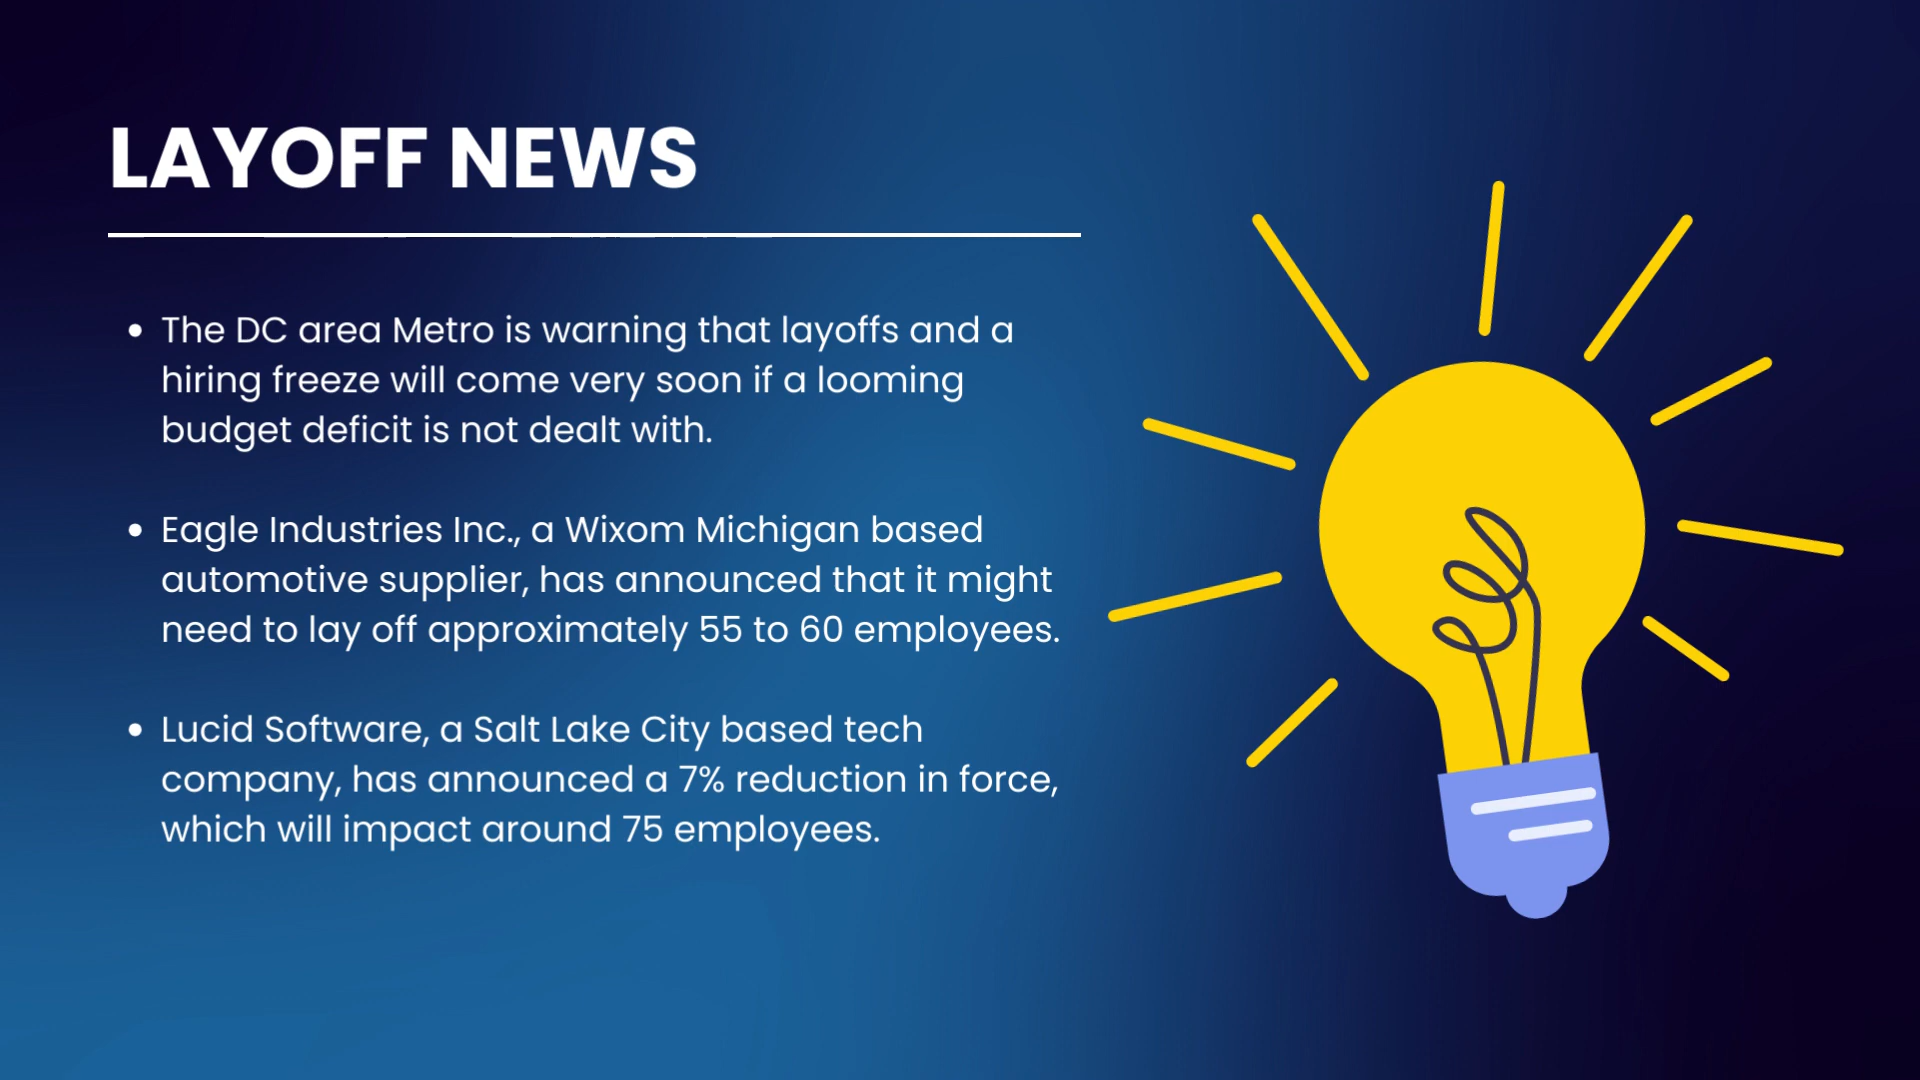 LAYOFF NEWS
• The DC area Metro is warning that layoffs and a
hiring freeze will come very soon if a looming
budget deficit is not dealt with.
• Eagle Industries Inc., a Wixom Michigan based
automotive supplier, has announced that it might
need to lay off approximately 55 to 60 employees.
• Lucid Software, a Salt Lake City based tech
company, has announced a 7% reduction in force,
which will impact around 75 employees.